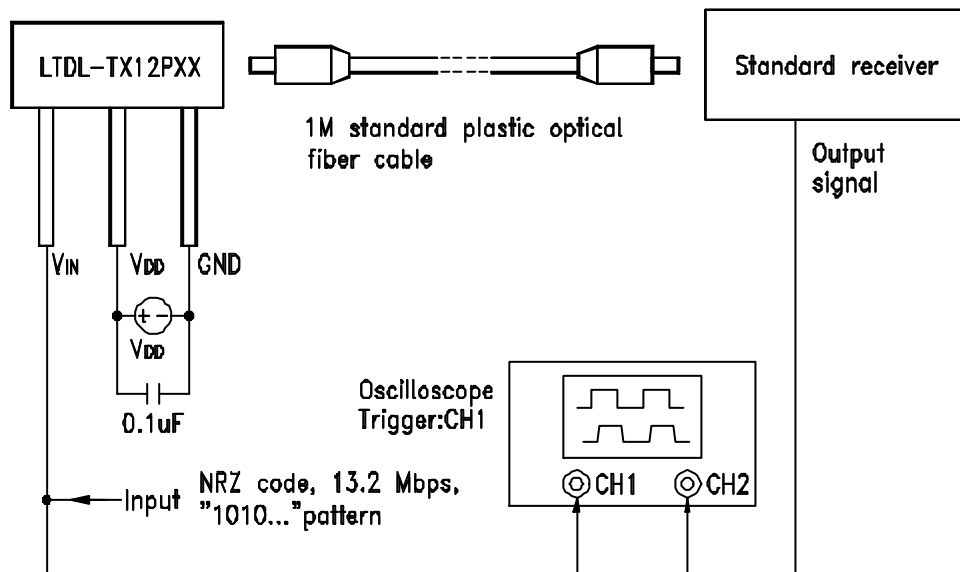 LTDL-TX12PXX
Standard receiver
1M standard plastic optical
fiber cable
Output
signal
VIN
VDD
GND
+ -
VDD
0.1uF
Oscilloscope
Trigger:CH1
CH1
CH2
Input
NRZ code, 13.2 Mbps,
"1010..."pattern